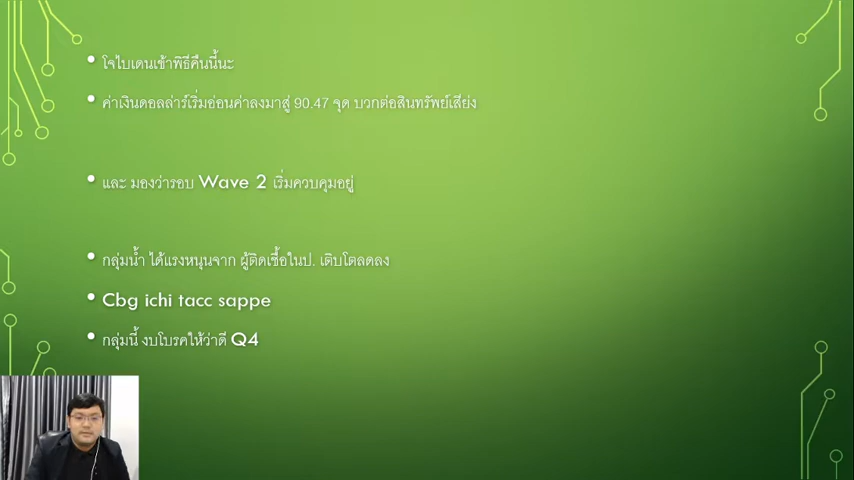 • โจไบเดนเข้าพิธีคืนนี้นะ
• ค่าเงินดอลล่าร์เริ่มอ่อนค่าลงมาสู่ 90.47 จุด บวกต่อสินทรัพย์เสี่ยง
• และ มองว่ารอบ Wave 2 เริ่มควบคุมอยู่
• กลุ่มน้ำ ได้แรงหนุนจาก ผู้ติดเชื้อในป. เติบโตลดลง
• Cbg ichi tacc sappe
• กลุ่มนี้ งบโบรคให้ว่าดี Q4